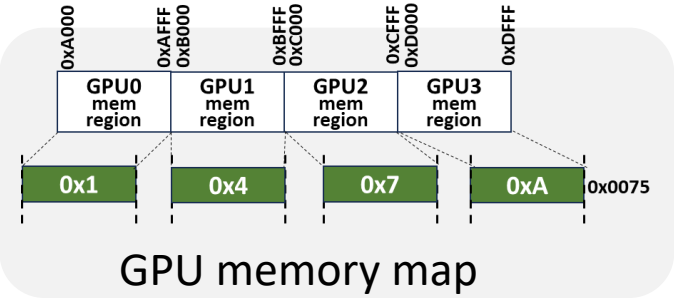 0xA000
0xAFFF
0xB000
0xBFFF
0xC000
0xCFFF
0xD000
0xDFFF
GPU0
mem
region
GPU1
mem
region
GPU2
mem
region
GPU3
mem
region
0x1
0x4
0x7
0xA
0x0075
GPU memory map